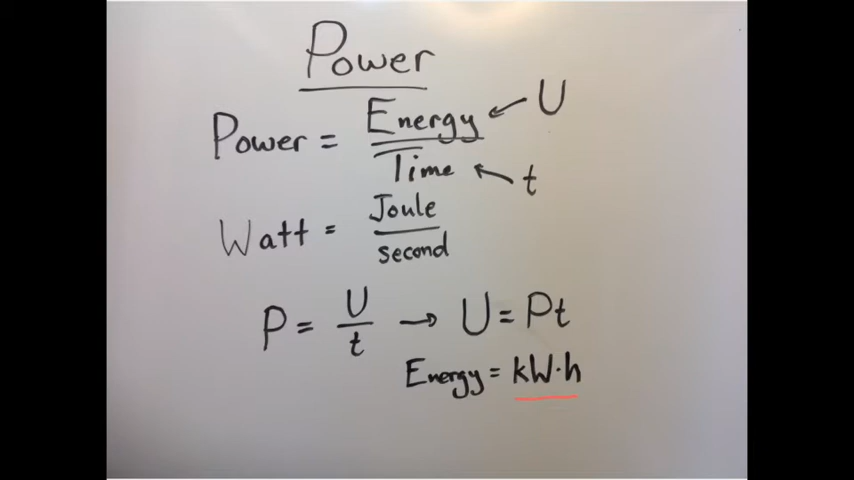 Power
Power = Energy / Time ← U ← t
Watt = Joule / second
P = U / t → U = Pt
Energy = kW·h